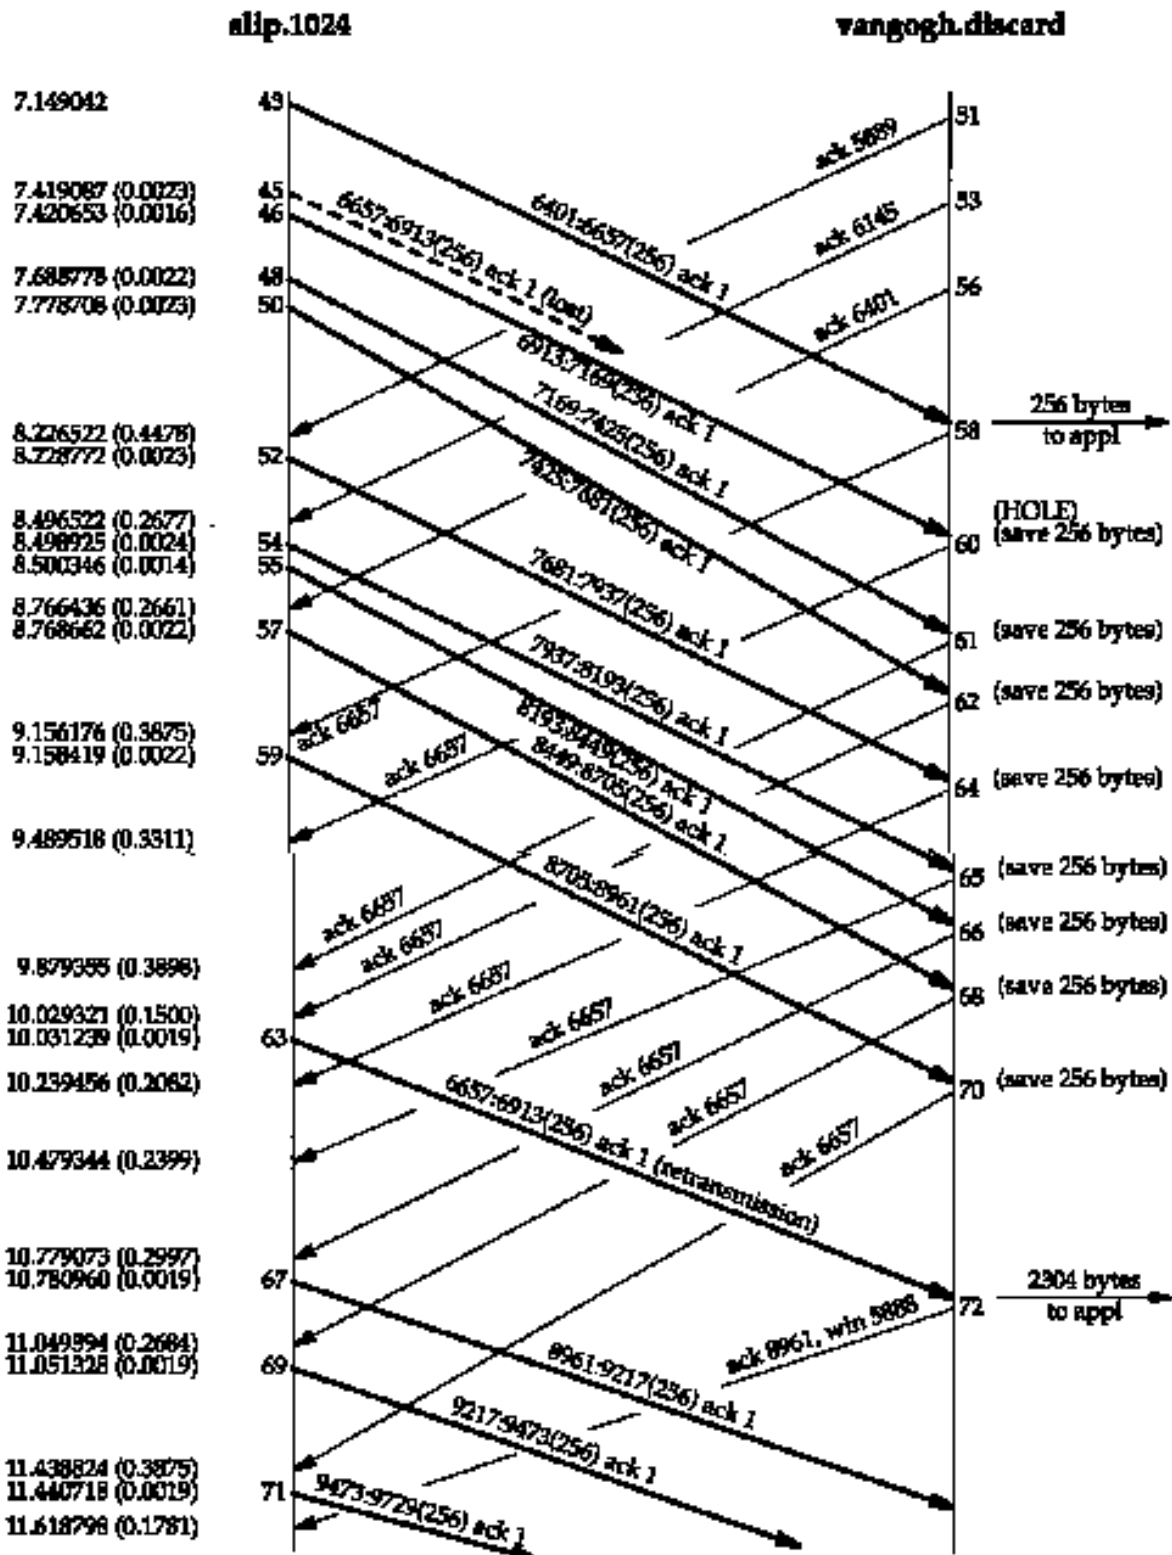 slip.1024
vangogh.discard
7.149042
43
51
ack 5889
7.419087 (0.0023)
45
53
7.420653 (0.0016)
46
6657:6913(256) ack 1 (lost)
6401:6657(256) ack 1
ack 6145
7.688778 (0.0022)
48
56
7.778708 (0.0023)
50
ack 6401
6913:7169(256) ack 1
7169:7425(256) ack 1
7425:7681(256) ack 1
256 bytes
to appl
58
8.226522 (0.4478)
8.228772 (0.0023)
52
8.496522 (0.2677)
8.498925 (0.0024)
54
8.500346 (0.0014)
55
(HOLE)
(save 256 bytes)
60
7681:7937(256) ack 1
8.766436 (0.2661)
8.768662 (0.0022)
57
61
(save 256 bytes)
7937:8193(256) ack 1
62
(save 256 bytes)
9.156176 (0.3875)
9.158419 (0.0022)
59
ack 6657
ack 6657
8193:8449(256) ack 1
8449:8705(256) ack 1
64
(save 256 bytes)
9.489518 (0.3311)
65
(save 256 bytes)
ack 6657
8705:8961(256) ack 1
66
(save 256 bytes)
ack 6657
9.879355 (0.3898)
ack 6657
68
(save 256 bytes)
10.029321 (0.1500)
10.031239 (0.0019)
63
ack 6657
10.239456 (0.2082)
ack 6657
70
(save 256 bytes)
6657:6913(256) ack 1 (retransmission)
ack 6657
ack 6657
10.479344 (0.2399)
10.779073 (0.2997)
10.780960 (0.0019)
67
72
2304 bytes
to appl
ack 8961, win 5888
11.049394 (0.2684)
11.051328 (0.0019)
69
8961:9217(256) ack 1
9217:9473(256) ack 1
11.438824 (0.3875)
11.440718 (0.0019)
71
9473:9729(256) ack 1
11.618798 (0.1781)